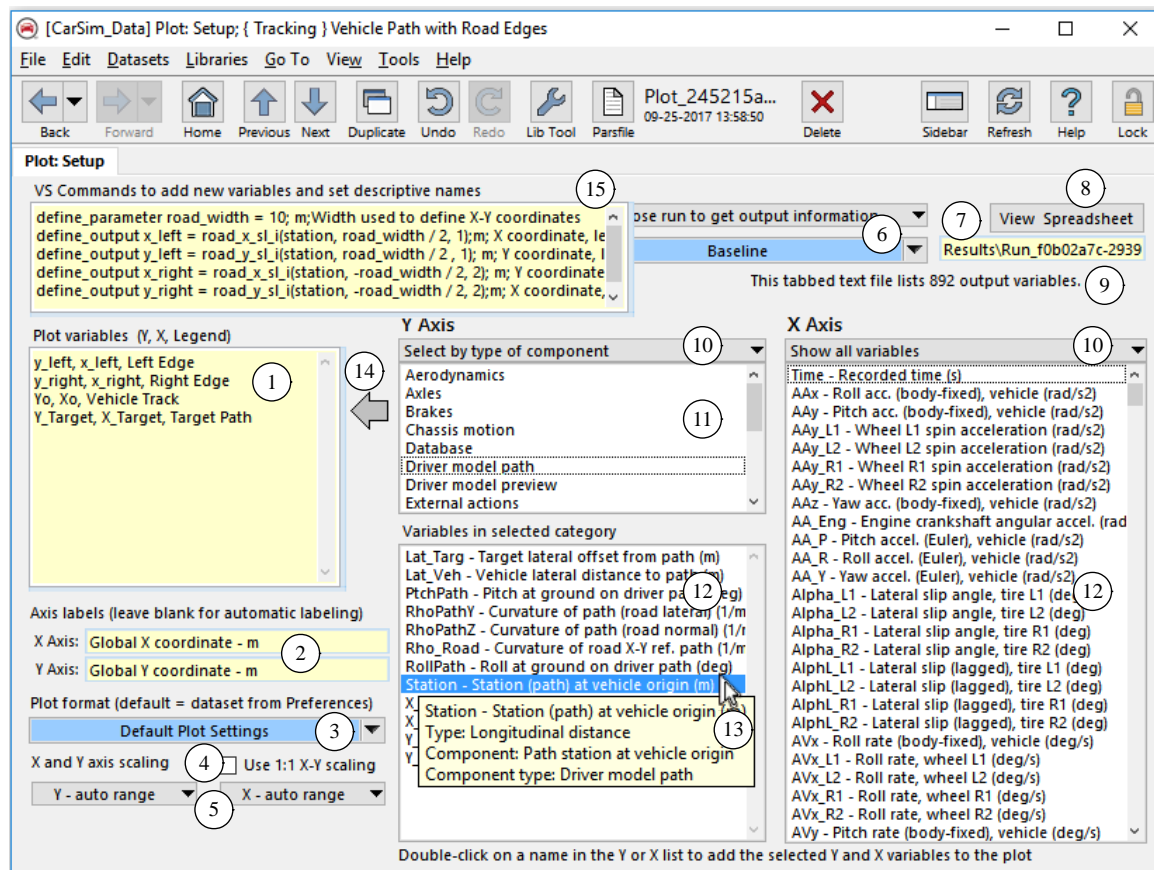 [CarSim_Data] Plot: Setup; { Tracking } Vehicle Path with Road Edges
File Edit Datasets Libraries Go To View Tools Help
Back Forward Home Previous Next Duplicate Undo Redo Lib Tool Parsfile Plot_245215a... 09-25-2017 13:58:50 Delete Sidebar Refresh Help Lock
Plot: Setup
VS Commands to add new variables and set descriptive names
15
define_parameter road_width = 10; m;Width used to define X-Y coordinates
define_output x_left = road_x_sl_i(station, road_width / 2, 1);m; X coordinate, le
define_output y_left = road_y_sl_i(station, road_width / 2 , 1); m; Y coordinate, l
define_output x_right = road_x_sl_i(station, -road_width / 2, 2); m; Y coordinate
define_output y_right = road_y_sl_i(station, -road_width / 2, 2);m; X coordinate,
ose run to get output information
6
7
8
View Spreadsheet
Baseline
Results\Run_f0b02a7c-2939
This tabbed text file lists 892 output variables.
9
Plot variables (Y, X, Legend)
y_left, x_left, Left Edge
y_right, x_right, Right Edge
Yo, Xo, Vehicle Track
Y_Target, X_Target, Target Path
1
14
Axis labels (leave blank for automatic labeling)
X Axis: Global X coordinate - m
Y Axis: Global Y coordinate - m
2
Plot format (default = dataset from Preferences)
Default Plot Settings
3
X and Y axis scaling
4
Use 1:1 X-Y scaling
Y - auto range
5
X - auto range
Y Axis
Select by type of component
10
Aerodynamics
Axles
Brakes
Chassis motion
Database
Driver model path
Driver model preview
External actions
11
Variables in selected category
Lat_Targ - Target lateral offset from path (m)
Lat_Veh - Vehicle lateral distance to path (m)
PtchPath - Pitch at ground on driver pa eg)
12
RhoPathY - Curvature of path (road lateral) (1/m
RhoPathZ - Curvature of path (road normal) (1/r
Rho_Road - Curvature of road X-Y ref. path (1/m
RollPath - Roll at ground on driver path (deg)
Station - Station (path) at vehicle origin (m)
X_
X_
Y_
Y_
Station - Station (path) at vehicle origin
Type: Longitudinal distance
Component: Path station at vehicle origin
Component type: Driver model path
13
X Axis
Show all variables
10
Time - Recorded time (s)
AAx - Roll acc. (body-fixed), vehicle (rad/s2)
AAy - Pitch acc. (body-fixed), vehicle (rad/s2)
AAy_L1 - Wheel L1 spin acceleration (rad/s2)
AAy_L2 - Wheel L2 spin acceleration (rad/s2)
AAy_R1 - Wheel R1 spin acceleration (rad/s2)
AAy_R2 - Wheel R2 spin acceleration (rad/s2)
AAz - Yaw acc. (body-fixed), vehicle (rad/s2)
AA_Eng - Engine crankshaft angular accel. (rad
AA_P - Pitch accel. (Euler), vehicle (rad/s2)
AA_R - Roll accel. (Euler), vehicle (rad/s2)
AA_Y - Yaw accel. (Euler), vehicle (rad/s2)
Alpha_L1 - Lateral slip angle, tire L1 (deg)
12
Alpha_L2 - Lateral slip angle, tire L2 (deg)
Alpha_R1 - Lateral slip angle, tire R1 (deg)
Alpha_R2 - Lateral slip angle, tire R2 (deg)
AlphL_L1 - Lateral slip (lagged), tire L1 (deg)
AlphL_L2 - Lateral slip (lagged), tire L2 (deg)
AlphL_R1 - Lateral slip (lagged), tire R1 (deg)
AlphL_R2 - Lateral slip (lagged), tire R2 (deg)
AVx - Roll rate (body-fixed), vehicle (deg/s)
AVx_L1 - Roll rate, wheel L1 (deg/s)
AVx_L2 - Roll rate, wheel L2 (deg/s)
AVx_R1 - Roll rate, wheel R1 (deg/s)
AVx_R2 - Roll rate, wheel R2 (deg/s)
AVy - Pitch rate (body-fixed), vehicle (deg/s)
Double-click on a name in the Y or X list to add the selected Y and X variables to the plot